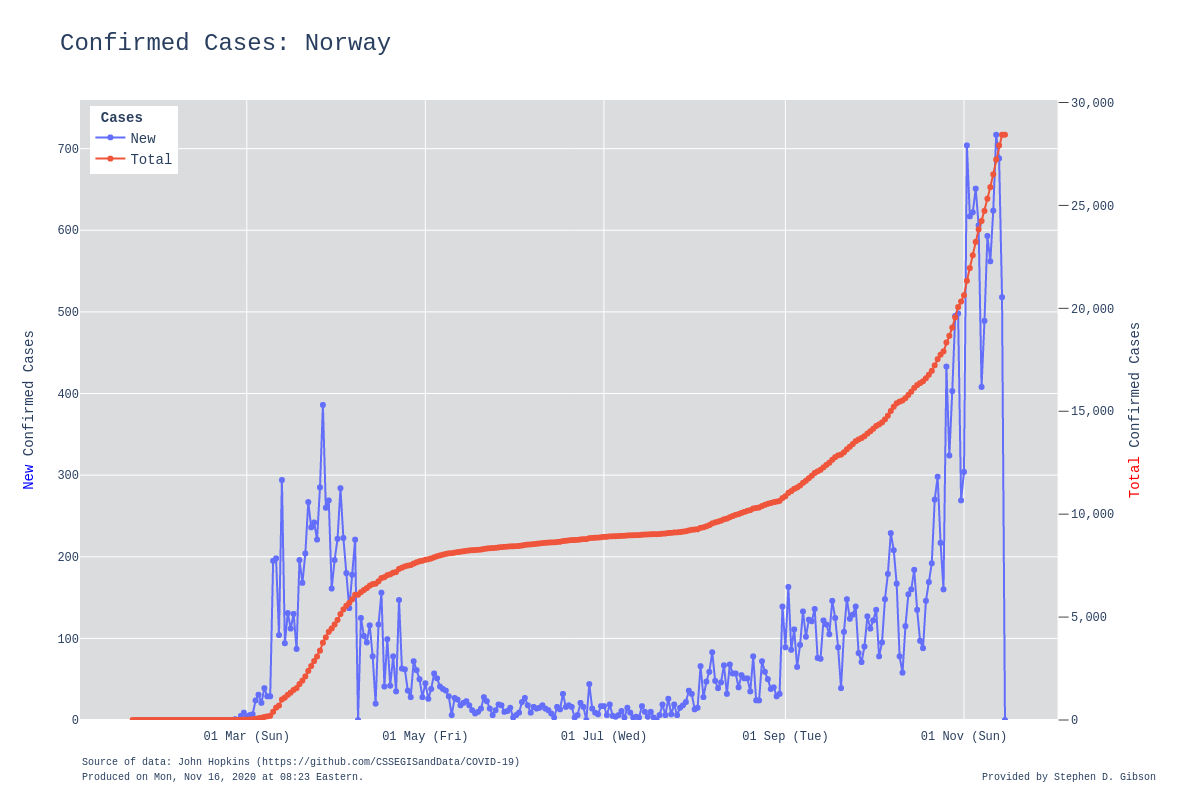 Confirmed Cases: Norway
Cases
New
Total
700
600
500
400
300
200
100
0
30,000
25,000
20,000
15,000
10,000
5,000
0
New Confirmed Cases
Total Confirmed Cases
01 Mar (Sun)
01 May (Fri)
01 Jul (Wed)
01 Sep (Tue)
01 Nov (Sun)
Source of data: John Hopkins (https://github.com/CSSEGISandData/COVID-19)
Produced on Mon, Nov 16, 2020 at 08:23 Eastern.
Provided by Stephen D. Gibson